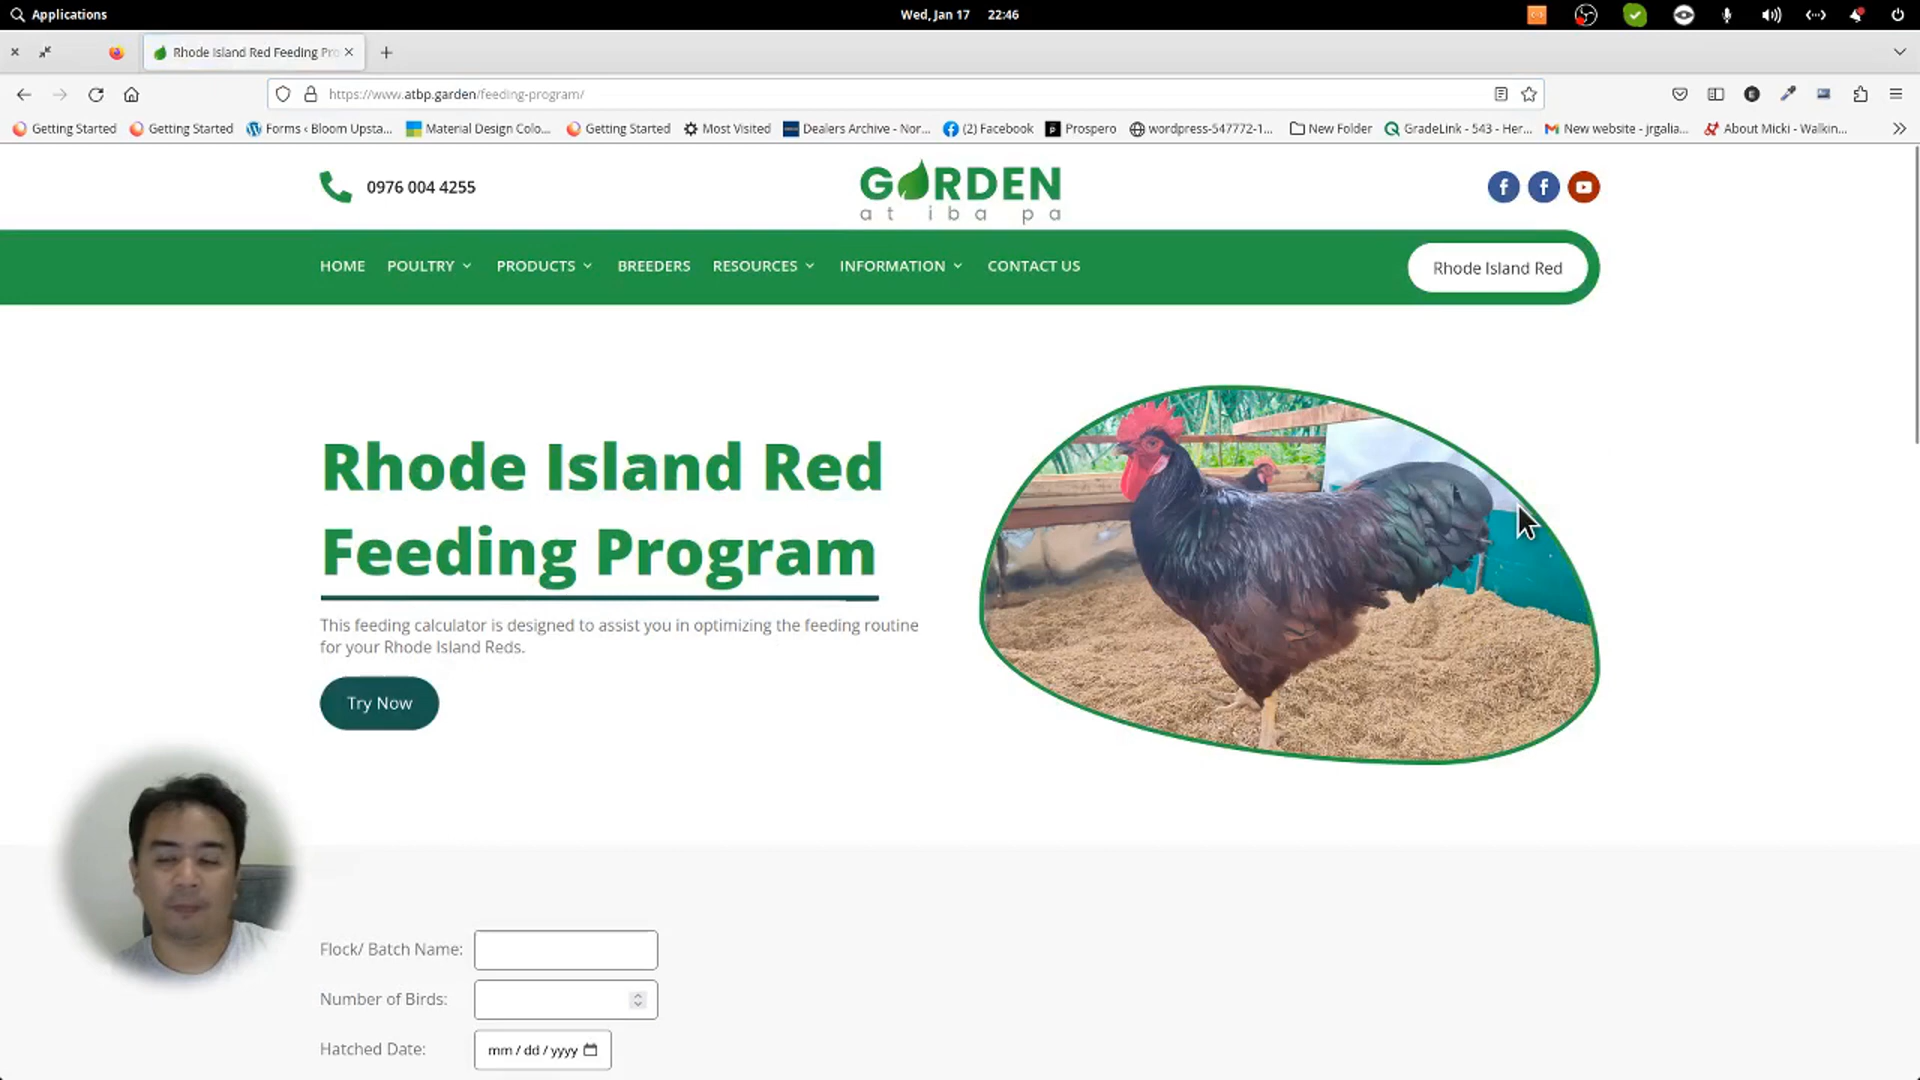 Applications
Wed, Jan 17 22:46
Rhode Island Red Feeding Pro
https://www.atbp.garden/feeding-program/
Getting Started
Getting Started
Forms ‹ Bloom Upsta...
Material Design Colo...
Getting Started
Most Visited
Dealers Archive - Nor...
(2) Facebook
Prospero
wordpress-547772-1...
New Folder
GradeLink - 543 - Her...
New website - jrgalia...
About Micki - Walkin...
0976 004 4255
GARDEN
at iba pa
HOME
POULTRY
PRODUCTS
BREEDERS
RESOURCES
INFORMATION
CONTACT US
Rhode Island Red
Rhode Island Red
Feeding Program
This feeding calculator is designed to assist you in optimizing the feeding routine
for your Rhode Island Reds.
Try Now
Flock/ Batch Name:
Number of Birds:
Hatched Date:
mm / dd / yyyy